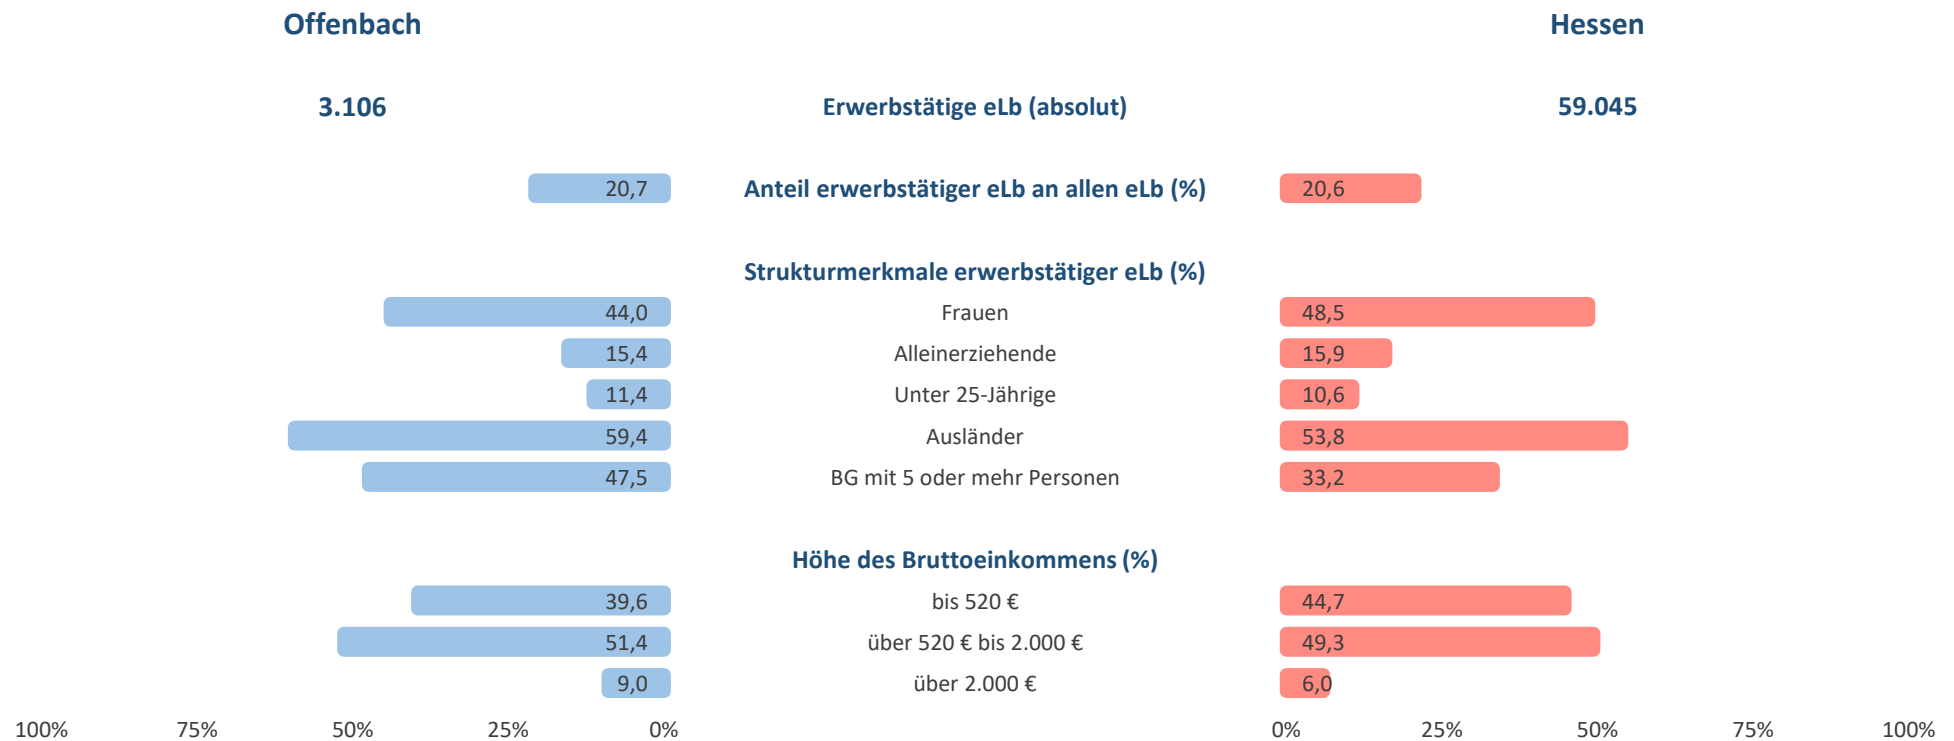 Offenbach Hessen
3.106 Erwerbstätige eLb (absolut) 59.045
20,7 Anteil erwerbstätiger eLb an allen eLb (%) 20,6
Strukturmerkmale erwerbstätiger eLb (%)
44,0 Frauen 48,5
15,4 Alleinerziehende 15,9
11,4 Unter 25-Jährige 10,6
59,4 Ausländer 53,8
47,5 BG mit 5 oder mehr Personen 33,2
Höhe des Bruttoeinkommens (%)
39,6 bis 520 € 44,7
51,4 über 520 € bis 2.000 € 49,3
9,0 über 2.000 € 6,0
100% 75% 50% 25% 0% 0% 25% 50% 75% 100%